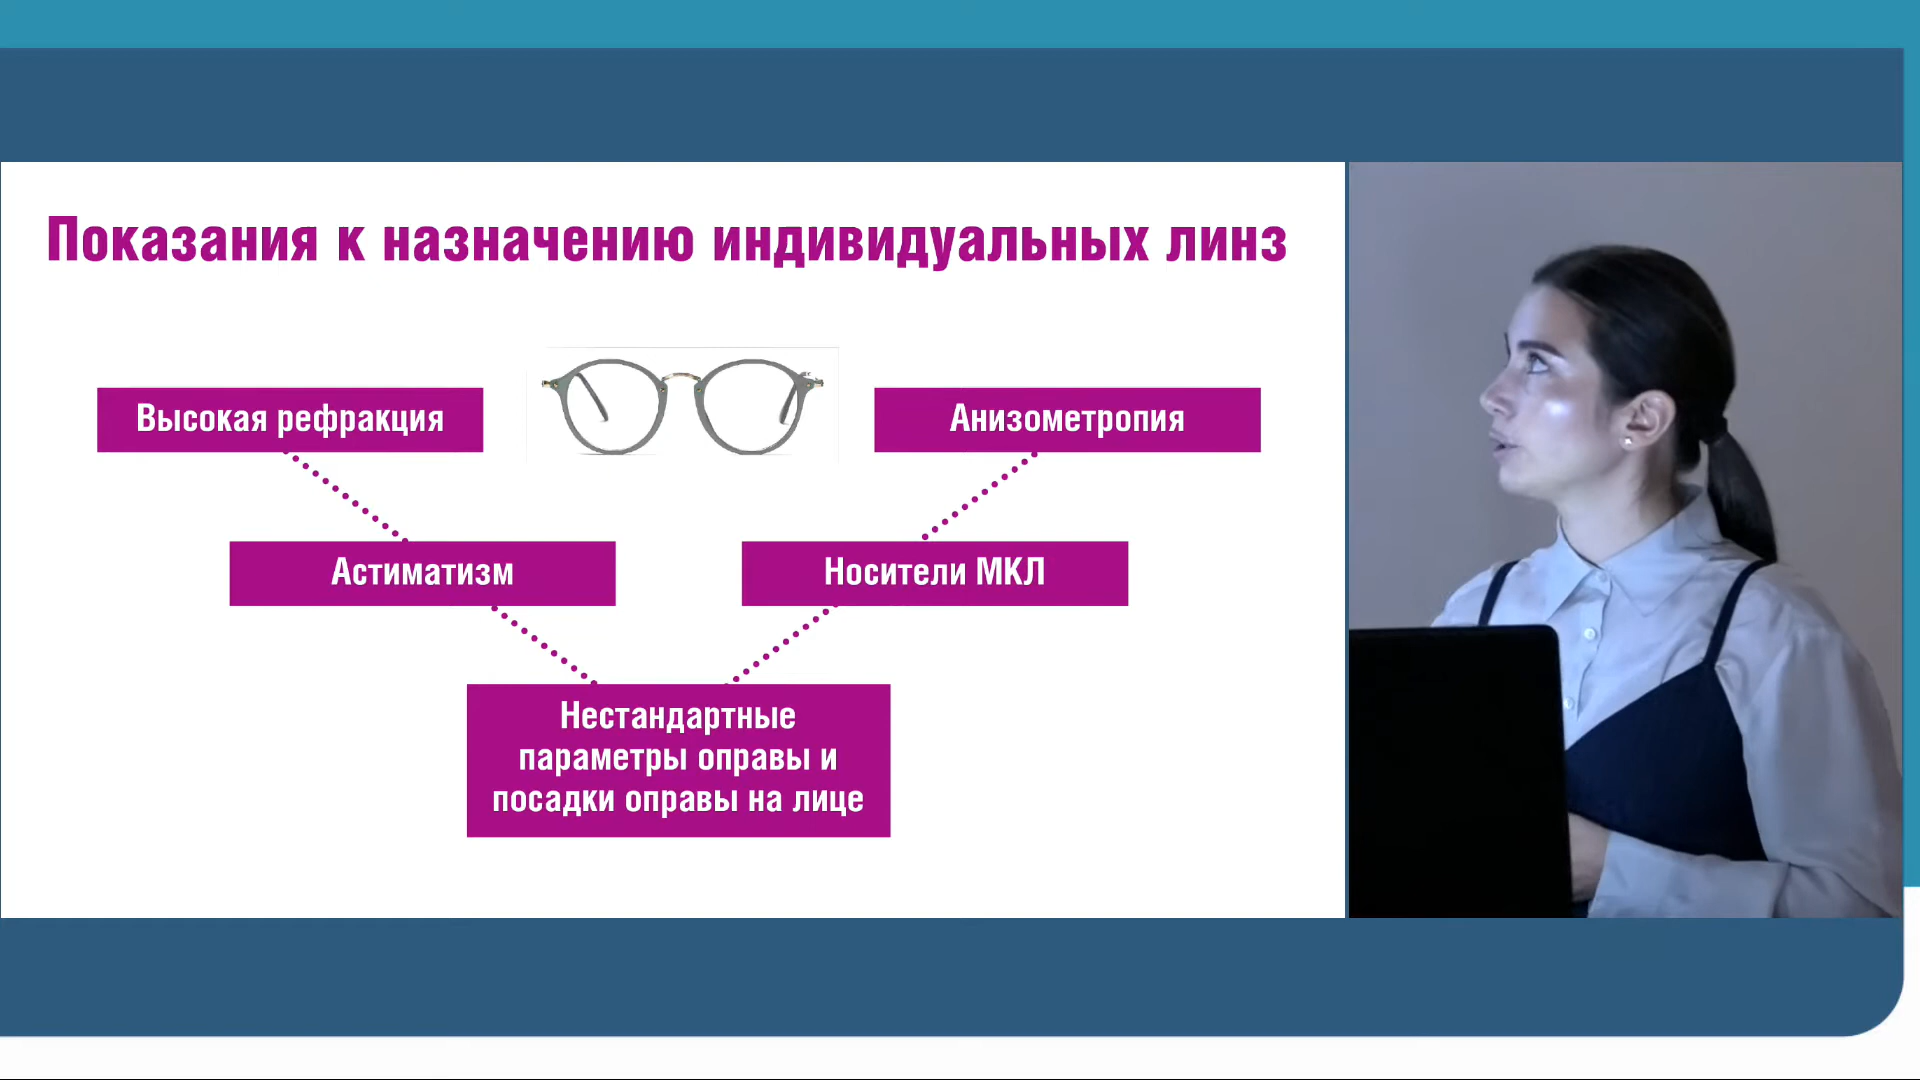 Показания к назначению индивидуальных линз
Высокая рефракция
Анизометропия
Астиматизм
Носители МКЛ
Нестандартные
параметры оправы и
посадки оправы на лице